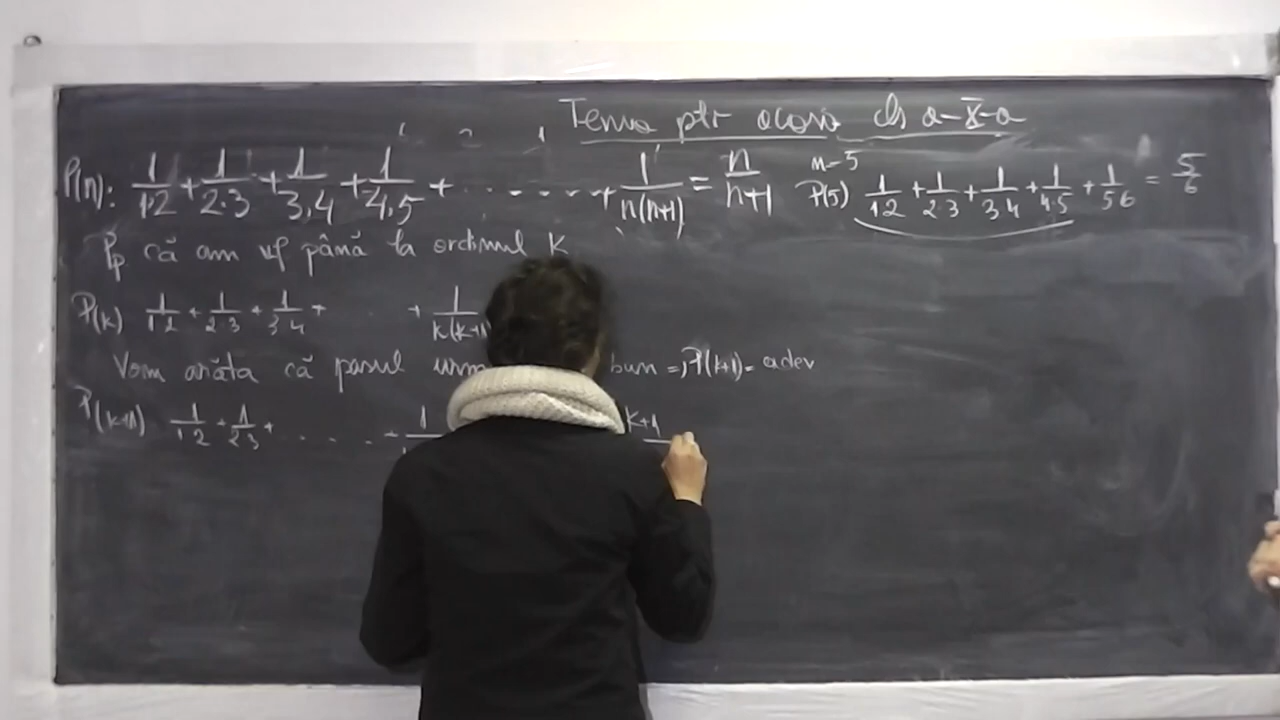 Tema ptr acasă cls a-X-a
P(n): 1/1·2 + 1/2·3 + 1/3·4 + 1/4·5 + ....... + 1/n(n+1) = n/n+1
n=5
P(5) 1/1·2 + 1/2·3 + 1/3·4 + 1/4·5 + 1/5·6 = 5/6
Pp că am vf până la ordinul K
P(k) 1/1·2 + 1/2·3 + 1/3·4 + + 1/k(k+1)
Vom arăta că pasul urm bun => P(k+1) = adev
P(k+1) 1/1·2 + 1/2·3 + .... + 1 k+1